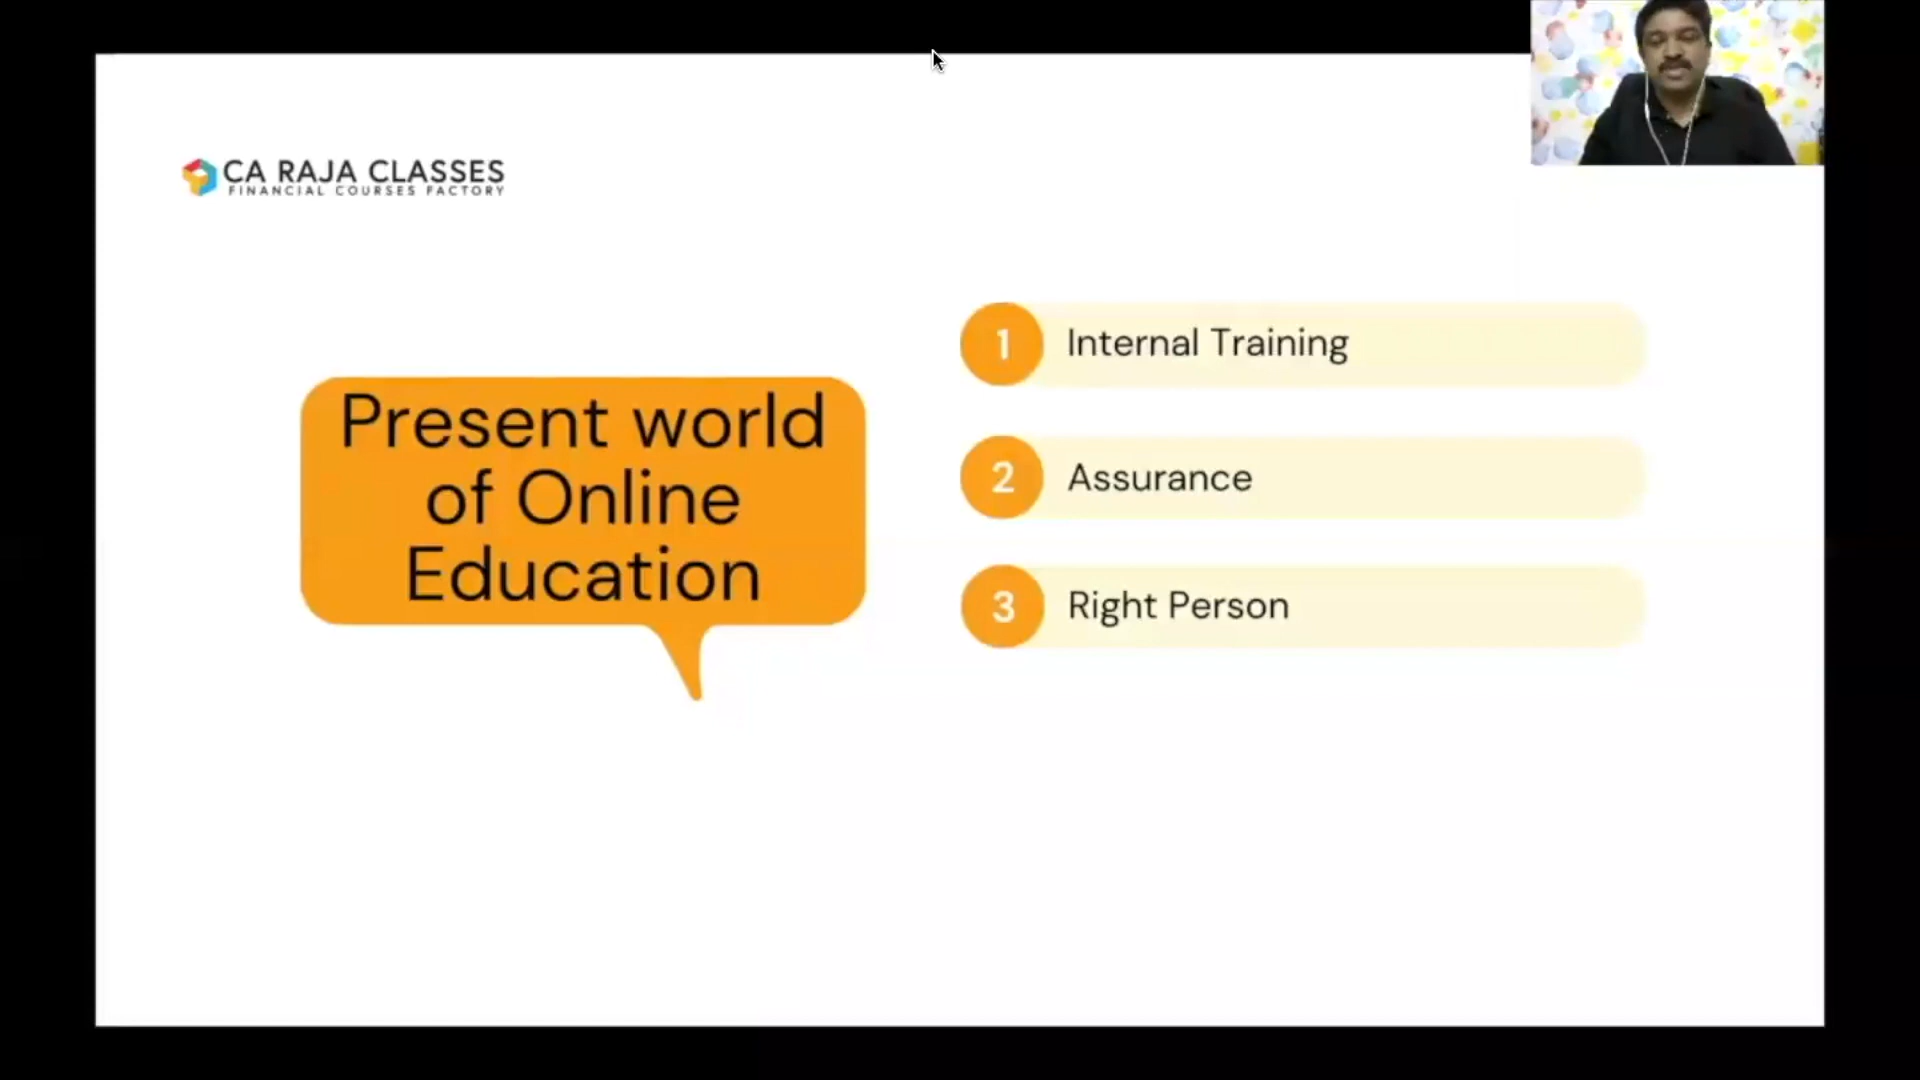 CA RAJA CLASSES
FINANCIAL COURSES FACTORY
Present world
of Online
Education
1 Internal Training
2 Assurance
3 Right Person